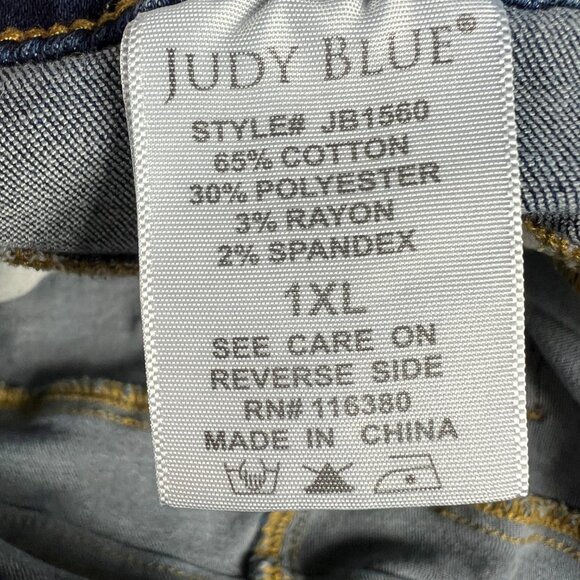 JUDY BLUE®
STYLE# JB1560
65% COTTON
30% POLYESTER
3% RAYON
2% SPANDEX
1XL
SEE CARE ON
REVERSE SIDE
RN# 116380
MADE IN CHINA